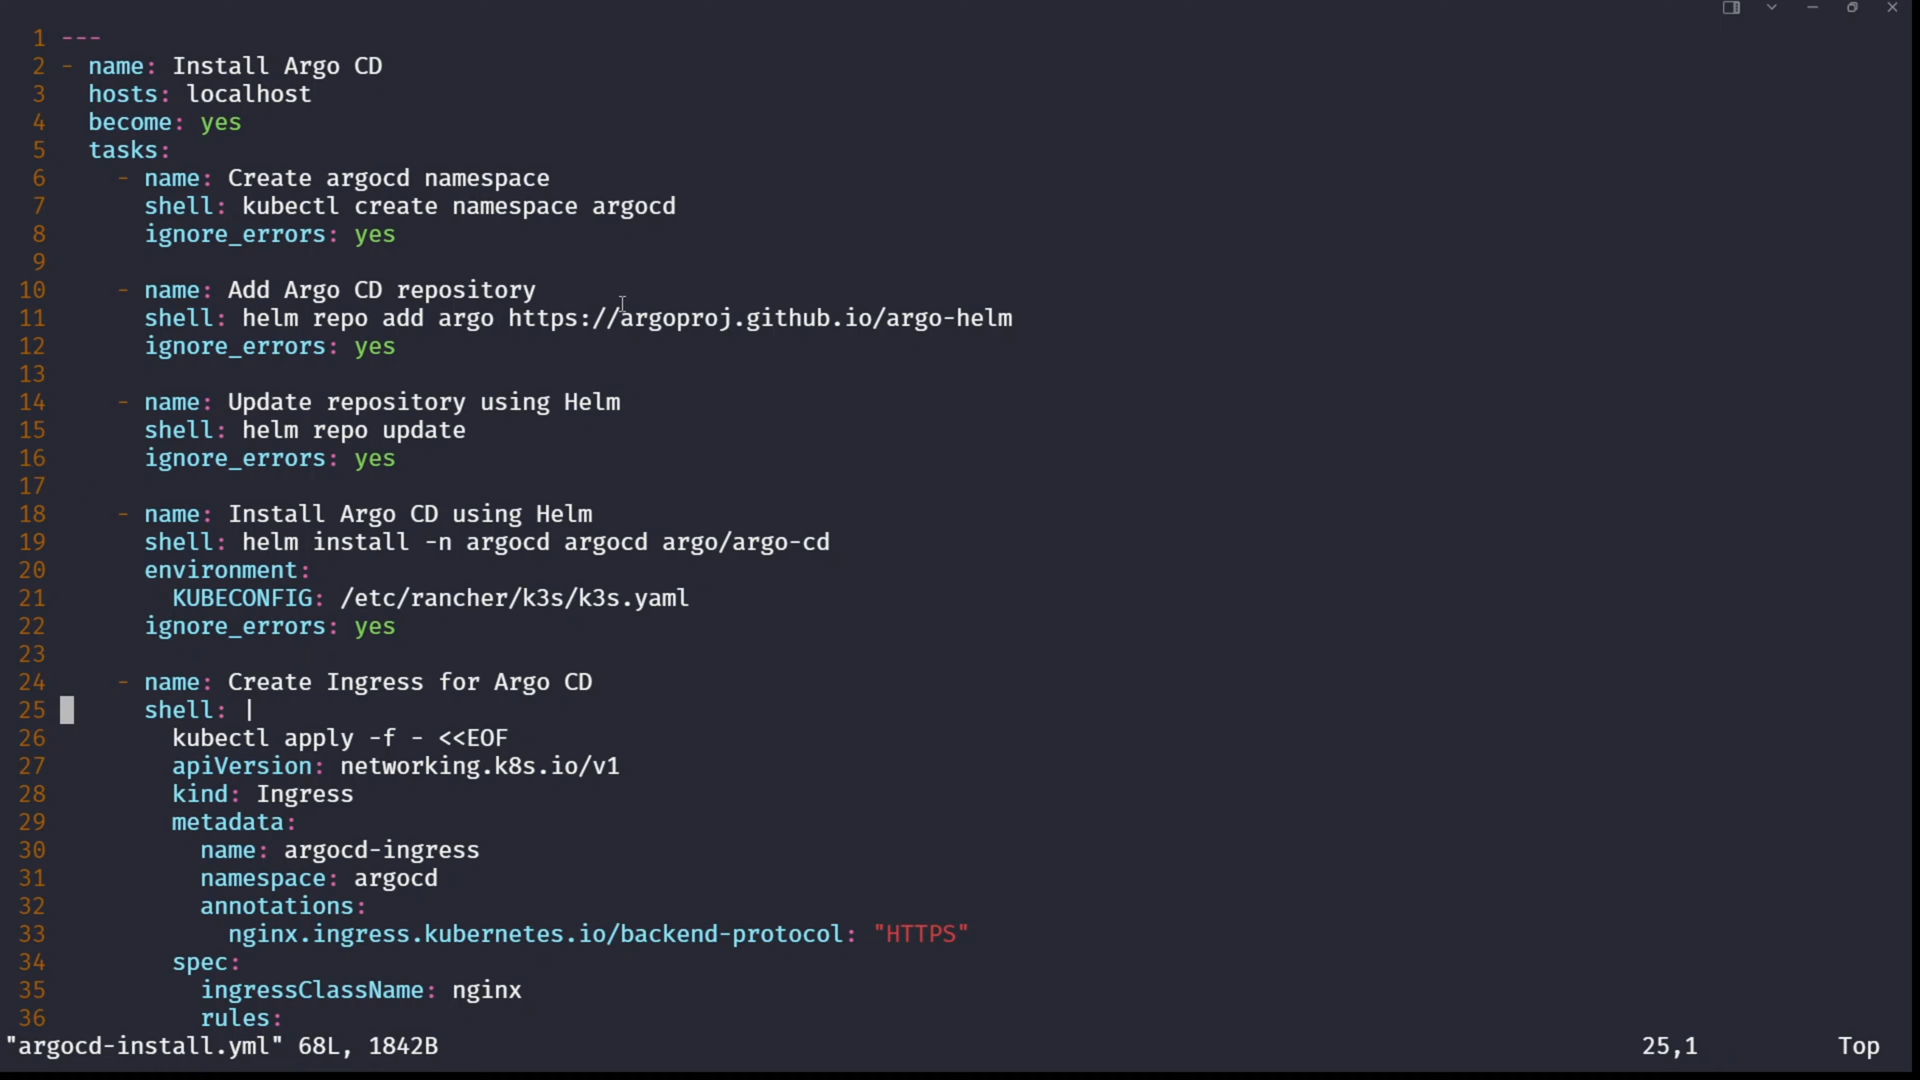 1 ---
2 - name: Install Argo CD
3   hosts: localhost
4   become: yes
5   tasks:
6     - name: Create argocd namespace
7       shell: kubectl create namespace argocd
8       ignore_errors: yes
9
10     - name: Add Argo CD repository
11       shell: helm repo add argo https://argoproj.github.io/argo-helm
12       ignore_errors: yes
13
14     - name: Update repository using Helm
15       shell: helm repo update
16       ignore_errors: yes
17
18     - name: Install Argo CD using Helm
19       shell: helm install -n argocd argocd argo/argo-cd
20       environment:
21         KUBECONFIG: /etc/rancher/k3s/k3s.yaml
22       ignore_errors: yes
23
24     - name: Create Ingress for Argo CD
25       shell: |
26         kubectl apply -f - <<EOF
27         apiVersion: networking.k8s.io/v1
28         kind: Ingress
29         metadata:
30           name: argocd-ingress
31           namespace: argocd
32           annotations:
33             nginx.ingress.kubernetes.io/backend-protocol: "HTTPS"
34         spec:
35           ingressClassName: nginx
36           rules:
"argocd-install.yml" 68L, 1842B 25,1 Top